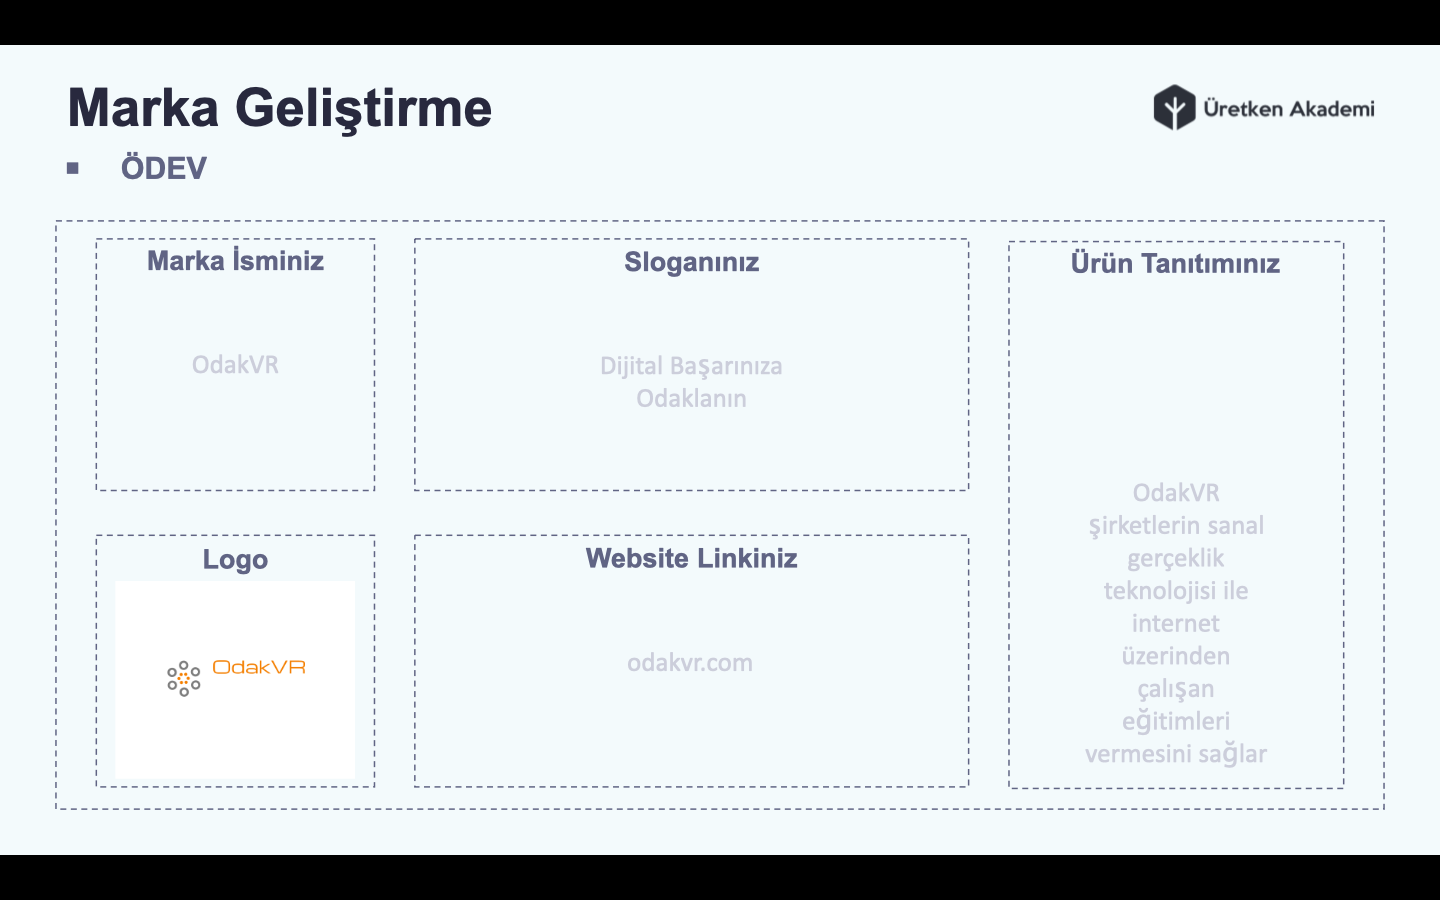 Marka Geliştirme
Üretken Akademi
▪ ÖDEV
Marka İsminiz
OdakVR
Sloganınız
Dijital Başarınıza
Odaklanın
Ürün Tanıtımınız
OdakVR
şirketlerin sanal
gerçeklik
teknolojisi ile
internet
üzerinden
çalışan
eğitimleri
vermesini sağlar
Logo
OdakVR
Website Linkiniz
odakvr.com